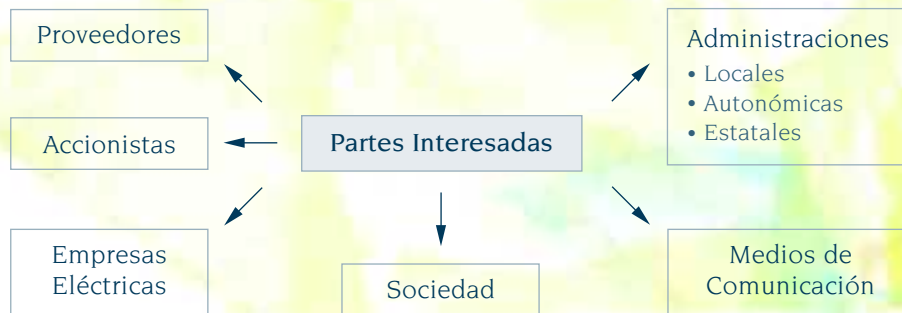 Proveedores
Accionistas
Empresas
Eléctricas
Partes Interesadas
Sociedad
Administraciones
• Locales
• Autonómicas
• Estatales
Medios de
Comunicación